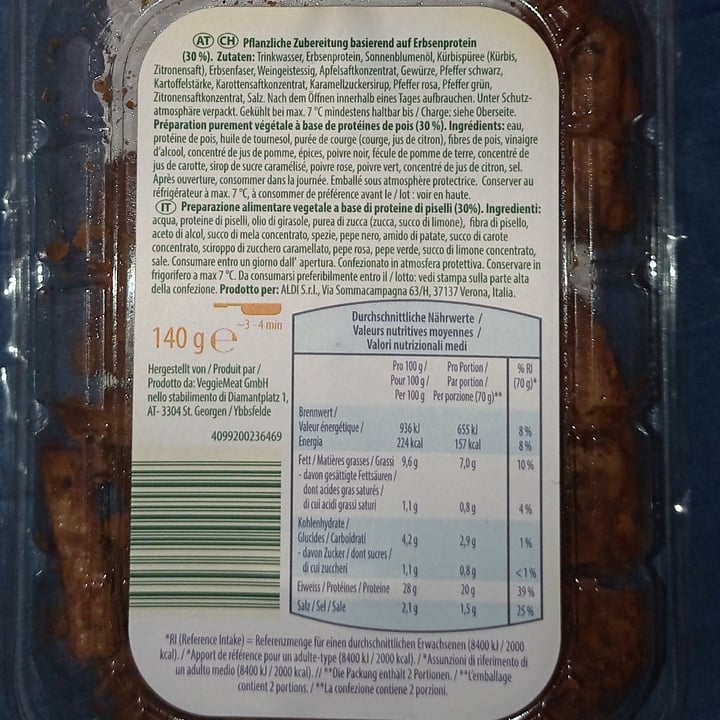 AT CH Pflanzliche Zubereitung basierend auf Erbsenprotein
(30 %). Zutaten: Trinkwasser, Erbsenprotein, Sonnenblumenöl, Kürbispüree (Kürbis,
Zitronensaft), Erbsenfaser, Weingeistessig, Apfelsaftkonzentrat, Gewürze, Pfeffer schwarz,
Kartoffelstärke, Karottensaftkonzentrat, Karamellzuckersirup, Pfeffer rosa, Pfeffer grün,
Zitronensaftkonzentrat, Salz. Nach dem Öffnen innerhalb eines Tages aufbrauchen. Unter Schutz-
atmosphäre verpackt. Gekühlt bei max. 7 °C mindestens haltbar bis / Charge: siehe Oberseite.
Préparation purement végétale à base de protéines de pois (30 %). Ingrédients: eau,
protéine de pois, huile de tournesol, purée de courge (courge, jus de citron), fibres de pois, vinaigre
d'alcool, concentré de jus de pomme, épices, poivre noir, fécule de pomme de terre, concentré de
jus de carotte, sirop de sucre caramélisé, poivre rose, poivre vert, concentré de jus de citron, sel.
Après ouverture, consommer dans la journée. Emballé sous atmosphère protectrice. Conserver au
réfrigérateur à max. 7 °C, à consommer de préférence avant le / lot : voir en haute.
IT Preparazione alimentare vegetale a base di proteine di piselli (30%). Ingredienti:
acqua, proteine di piselli, olio di girasole, purea di zucca (zucca, succo di limone), fibra di pisello,
aceto di alcol, succo di mela concentrato, spezie, pepe nero, amido di patate, succo di carote
concentrato, sciroppo di zucchero caramellato, pepe rosa, pepe verde, succo di limone concentrato,
sale. Consumare entro un giorno dall' apertura. Confezionato in atmosfera protettiva. Conservare in
frigorifero a max 7 °C. Da consumarsi preferibilmente entro il / lotto: vedi stampa sulla parte alta
della confezione. Prodotto per: ALDI S.r.l., Via Sommacampagna 63/H, 37137 Verona, Italia.
~3-4 min
140 g e
Hergestellt von / Produit par /
Prodotto da: VeggieMeat GmbH
nello stabilimento di Diamantplatz 1,
AT- 3304 St. Georgen / Ybbsfelde
4099200236469
Durchschnittliche Nährwerte /
Valeurs nutritives moyennes /
Valori nutrizionali medi
Pro 100 g / Pro Portion / % RI
Pour 100 g / Par portion / (70 g)*
Per 100 g Per porzione (70 g)**
Brennwert /
Valeur énergétique / 936 kJ 655 kJ 8 %
Energia 224 kcal 157 kcal 8 %
Fett / Matières grasses / Grassi 9,6 g 7,0 g 10 %
- davon gesättigte Fettsäuren /
dont acides gras saturés /
di cui acidi grassi saturi 1,1 g 0,8 g 4 %
Kohlenhydrate /
Glucides / Carboidrati 4,2 g 2,9 g 1 %
- davon Zucker / dont sucres /
di cui zuccheri 1,1 g 0,8 g <1 %
Eiweiss / Protéines / Proteine 28 g 20 g 39 %
Salz / Sel / Sale 2,1 g 1,5 g 25 %
*RI (Reference Intake) = Referenzmenge für einen durchschnittlichen Erwachsenen (8400 kJ / 2000
kcal). / *Apport de référence pour un adulte-type (8400 kJ / 2000 kcal). / *Assunzioni di riferimento di
un adulto medio (8400 kJ / 2000 kcal). // **Die Packung enthält 2 Portionen. / **L'emballage
contient 2 portions. / **La confezione contiene 2 porzioni.